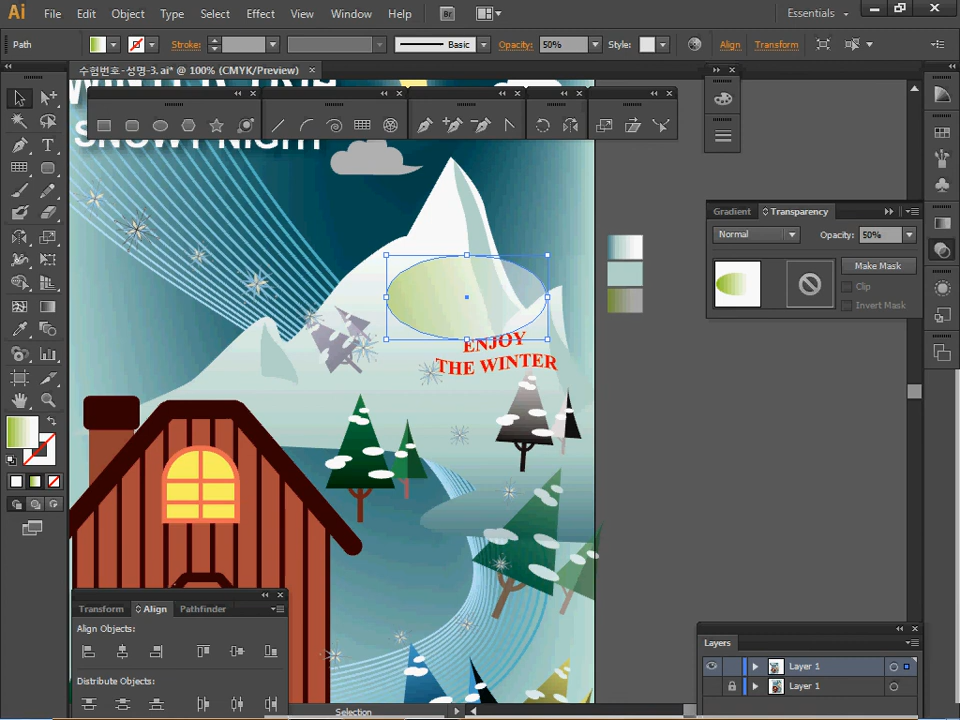 Ai File Edit Object Type Select Effect View Window Help Br Essentials
Path Stroke: Basic Opacity: 50% Style: Align Transform
수험번호-성명-3.ai* @ 100% (CMYK/Preview)
SNOWY NIGHT
ENJOY
THE WINTER
Gradient Transparency
Normal Opacity: 50%
Make Mask
Clip
Invert Mask
Transform Align Pathfinder
Align Objects:
Distribute Objects:
Layers
Layer 1
Layer 1
Selection